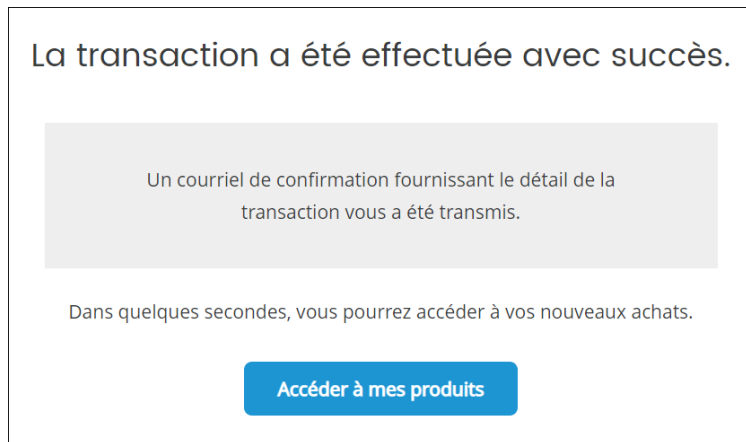 La transaction a été effectuée avec succès.
Un courriel de confirmation fournissant le détail de la
transaction vous a été transmis.
Dans quelques secondes, vous pourrez accéder à vos nouveaux achats.
Accéder à mes produits